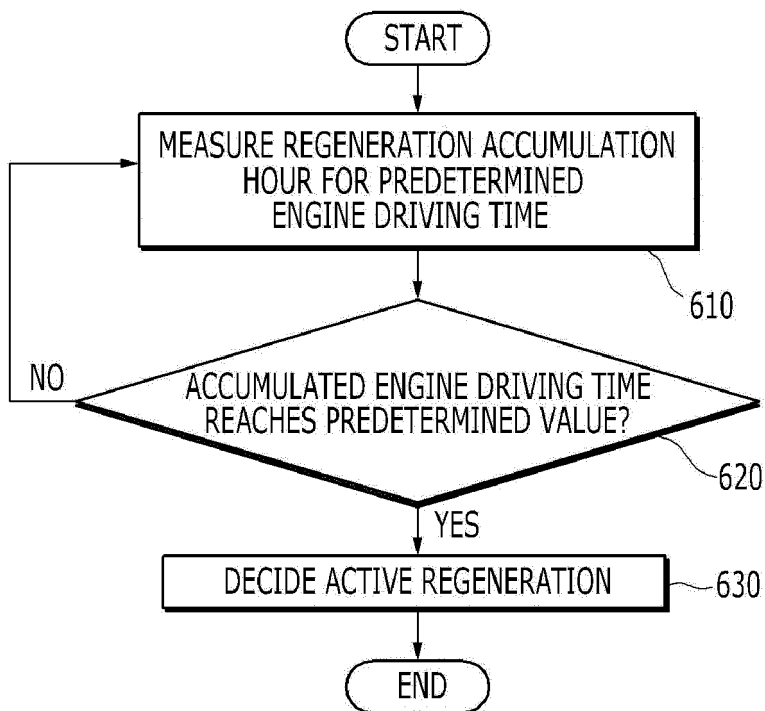 START
MEASURE REGENERATION ACCUMULATION
HOUR FOR PREDETERMINED
ENGINE DRIVING TIME
610
NO
ACCUMULATED ENGINE DRIVING TIME
REACHES PREDETERMINED VALUE?
620
YES
DECIDE ACTIVE REGENERATION
630
END